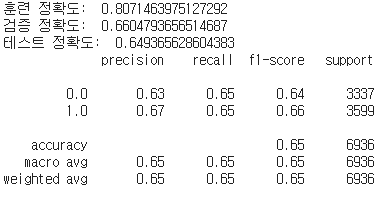 훈련 정확도: 0.8071463975127292
검증 정확도: 0.6604793656514687
테스트 정확도: 0.649365628604383
precision recall f1-score support
0.0 0.63 0.65 0.64 3337
1.0 0.67 0.65 0.66 3599
accuracy 0.65 6936
macro avg 0.65 0.65 0.65 6936
weighted avg 0.65 0.65 0.65 6936